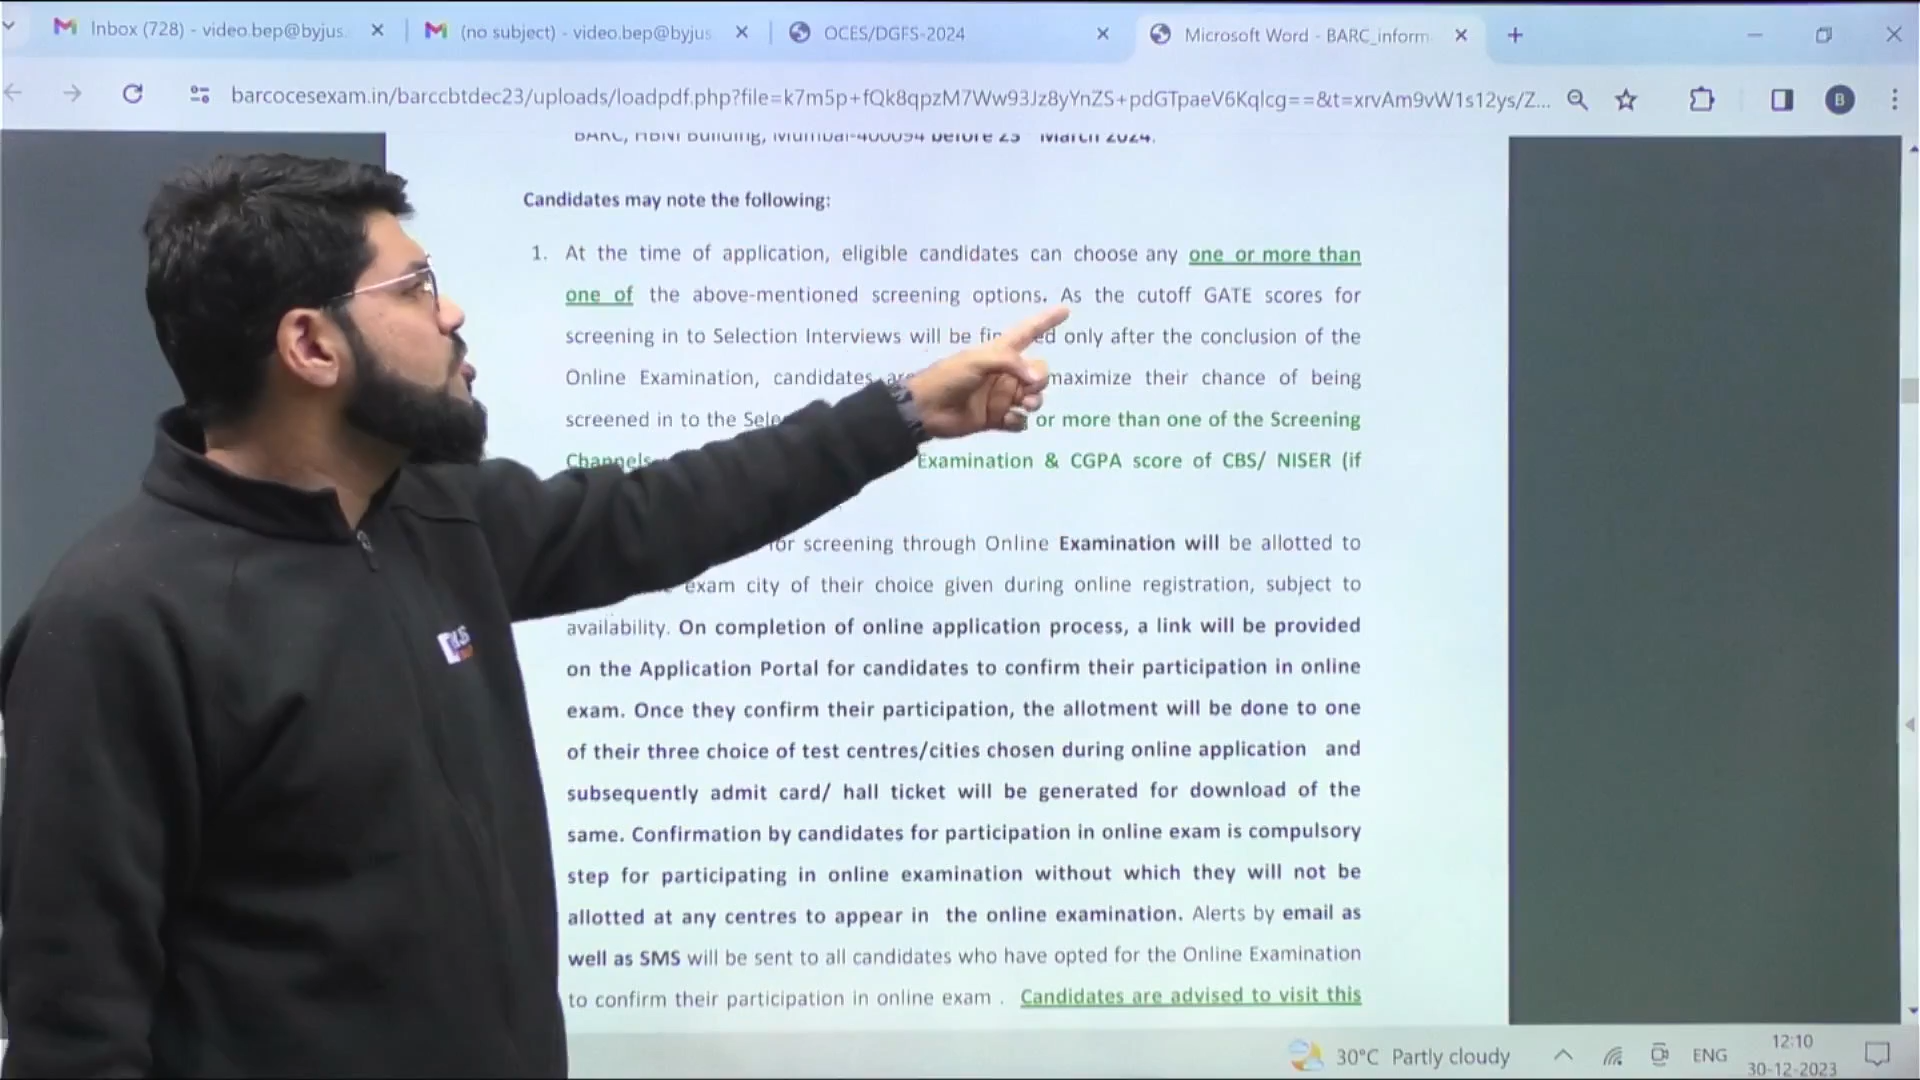 Inbox (728) - video.bep@byjus.
(no subject) - video.bep@byjus
OCES/DGFS-2024
Microsoft Word - BARC_inform
barcocesexam.in/barccbtdec23/uploads/loadpdf.php?file=k7m5p+fQk8qpzM7Ww93Jz8yYnZS+pdGTpaeV6Kqlcg==&t=xrvAm9vW1s12ys/Z...
B
BARC, HBNI Building, Mumbai-400094 before 23 March 2024.
Candidates may note the following:
1. At the time of application, eligible candidates can choose any one or more than
one of the above-mentioned screening options. As the cutoff GATE scores for
screening in to Selection Interviews will be only after the conclusion of the
Online Examination, candidates are maximize their chance of being
screened in to the or more than one of the Screening
Channels Examination & CGPA score of CBS/ NISER (if
for screening through Online Examination will be allotted to
exam city of their choice given during online registration, subject to
availability. On completion of online application process, a link will be provided
on the Application Portal for candidates to confirm their participation in online
exam. Once they confirm their participation, the allotment will be done to one
of their three choice of test centres/cities chosen during online application and
subsequently admit card/ hall ticket will be generated for download of the
same. Confirmation by candidates for participation in online exam is compulsory
step for participating in online examination without which they will not be
allotted at any centres to appear in the online examination. Alerts by email as
well as SMS will be sent to all candidates who have opted for the Online Examination
to confirm their participation in online exam . Candidates are advised to visit this
30°C Partly cloudy
ENG
12:10
30-12-2023